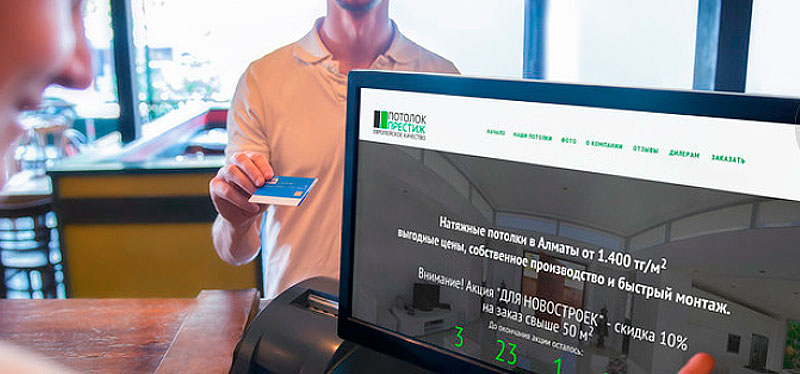 ПОТОЛОК
ПРЕСТИЖ
ЕВРОПЕЙСКОЕ КАЧЕСТВО
НАЧАЛО НАШИ ПОТОЛКИ ФОТО О КОМПАНИИ ОТЗЫВЫ ДИЛЕРАМ ЗАКАЗАТЬ
Натяжные потолки в Алматы от 1.400 тг/м²
выгодные цены, собственное производство и быстрый монтаж.
Внимание! Акция "ДЛЯ НОВОСТРОЕК" - скидка 10%
на заказ свыше 50 м²
До окончания акции осталось:
3 23 1